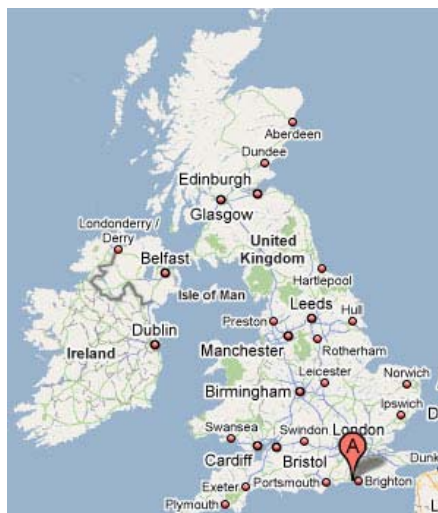 Aberdeen
Dundee
Edinburgh
Glasgow
Londonderry /
Derry
United
Kingdom
Belfast
Hartlepool
Isle of Man
Leeds
Hull
Preston
Dublin
Ireland
Manchester
Rotherham
Leicester
Norwich
Birmingham
Ipswich
D
Swansea
Swindon
London
A
Cardiff
Bristol
Dunk
Exeter
Portsmouth
Brighton
Plymouth
L